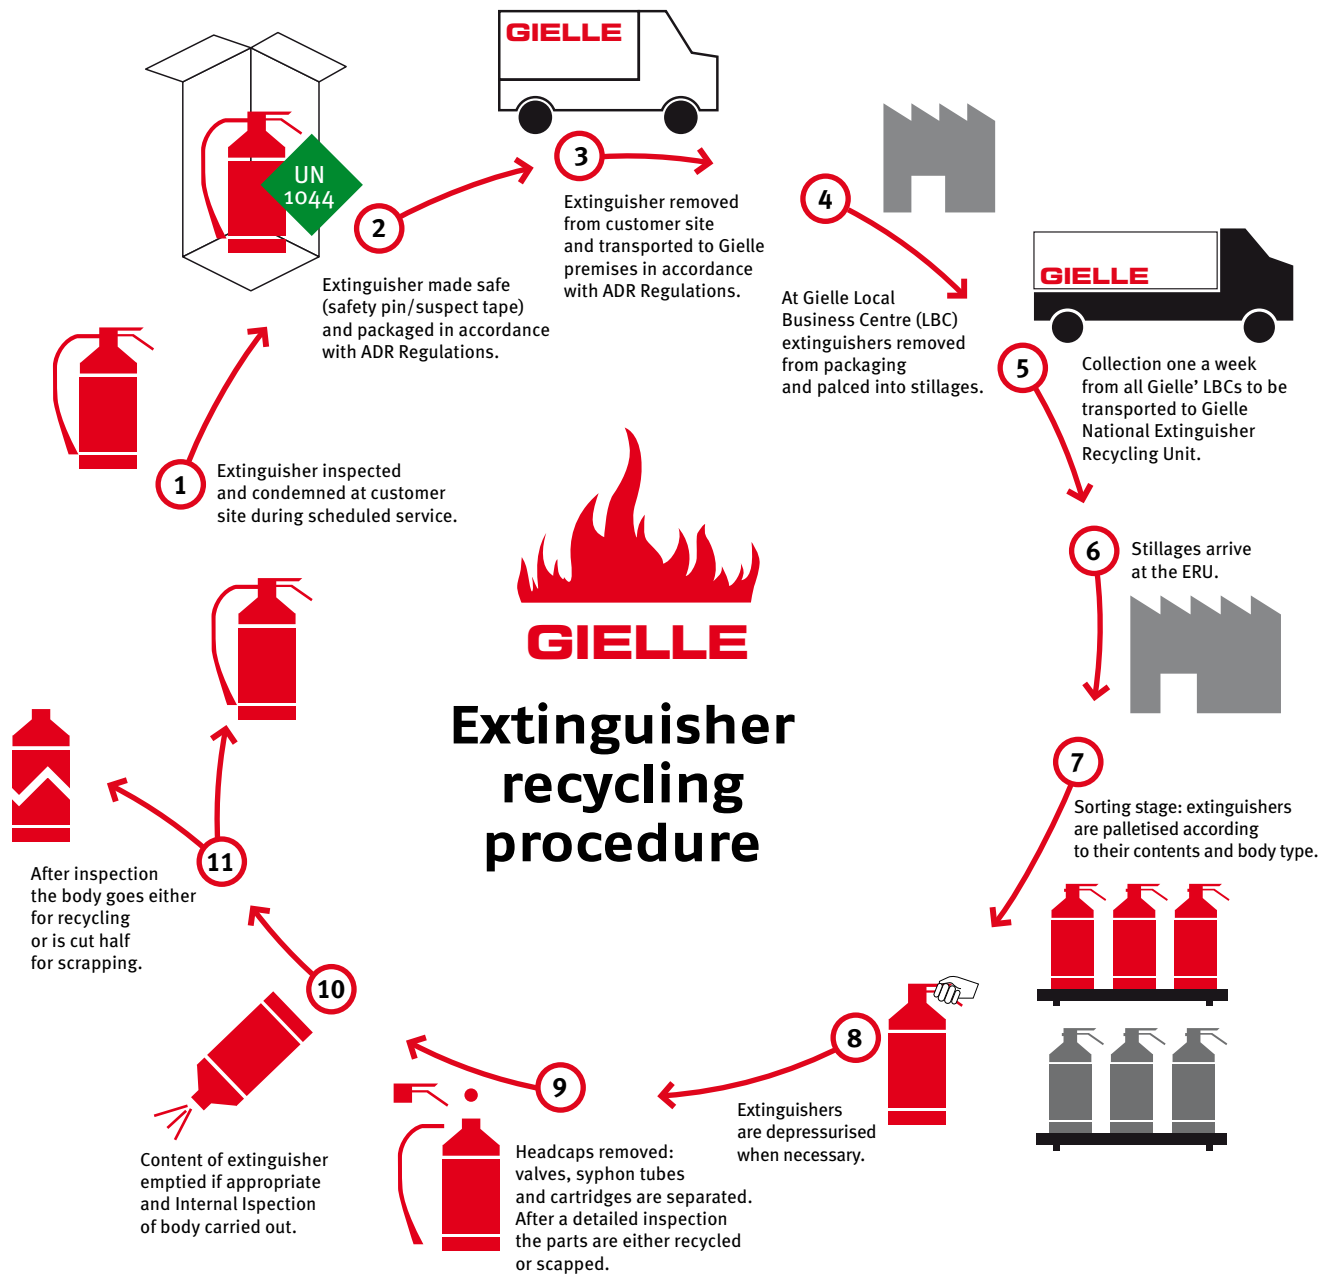 GIELLE
UN
1044
3
2
Extinguisher removed
from customer site
and transported to Gielle
premises in accordance
with ADR Regulations.
4
Extinguisher made safe
(safety pin/suspect tape)
and packaged in accordance
with ADR Regulations.
At Gielle Local
Business Centre (LBC)
extinguishers removed
from packaging
and palced into stillages.
GIELLE
5
Collection one a week
from all Gielle’ LBCs to be
transported to Gielle
National Extinguisher
Recycling Unit.
1
Extinguisher inspected
and condemned at customer
site during scheduled service.
6
Stillages arrive
at the ERU.
GIELLE
Extinguisher
recycling
procedure
7
Sorting stage: extinguishers
are palletised according
to their contents and body type.
11
After inspection
the body goes either
for recycling
or is cut half
for scrapping.
10
8
Extinguishers
are depressurised
when necessary.
9
Headcaps removed:
valves, syphon tubes
and cartridges are separated.
After a detailed inspection
the parts are either recycled
or scapped.
Content of extinguisher
emptied if appropriate
and Internal Ispection
of body carried out.